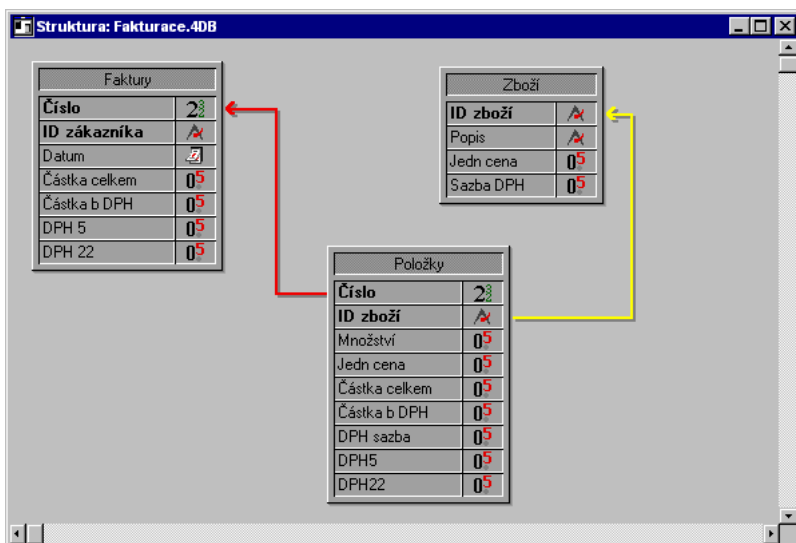 Struktura: Fakturace.4DB
Faktury
Číslo
ID zákazníka
Datum
Částka celkem
Částka b DPH
DPH 5
DPH 22
Zboží
ID zboží
Popis
Jedn cena
Sazba DPH
Položky
Číslo
ID zboží
Množství
Jedn cena
Částka celkem
Částka b DPH
DPH sazba
DPH5
DPH22